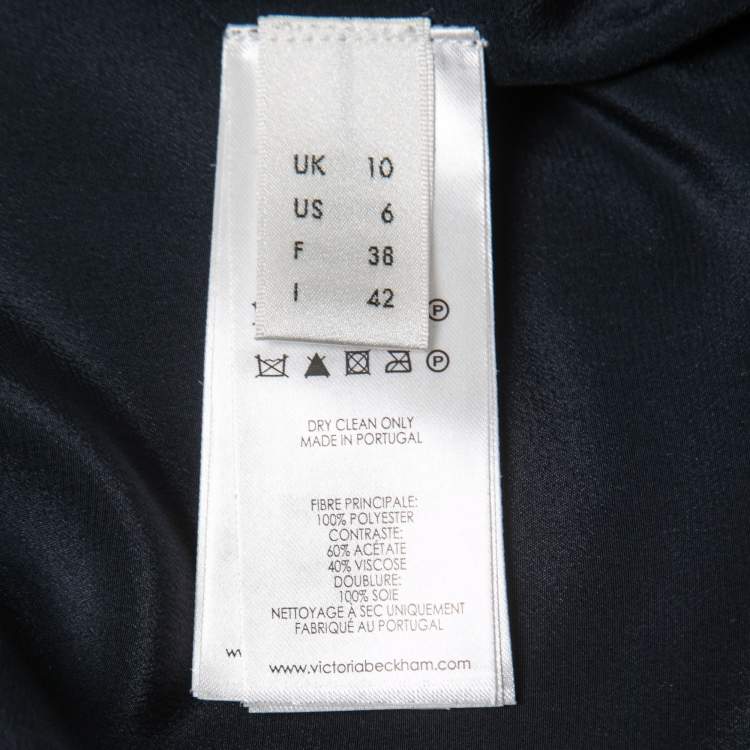 UK 10
US 6
F 38
I 42
P
P
DRY CLEAN ONLY
MADE IN PORTUGAL
FIBRE PRINCIPALE:
100% POLYESTER
CONTRASTE:
60% ACÉTATE
40% VISCOSE
DOUBLURE:
100% SOIE
NETTOYAGE À SEC UNIQUEMENT
FABRIQUÉ AU PORTUGAL
www.victoriabeckham.com